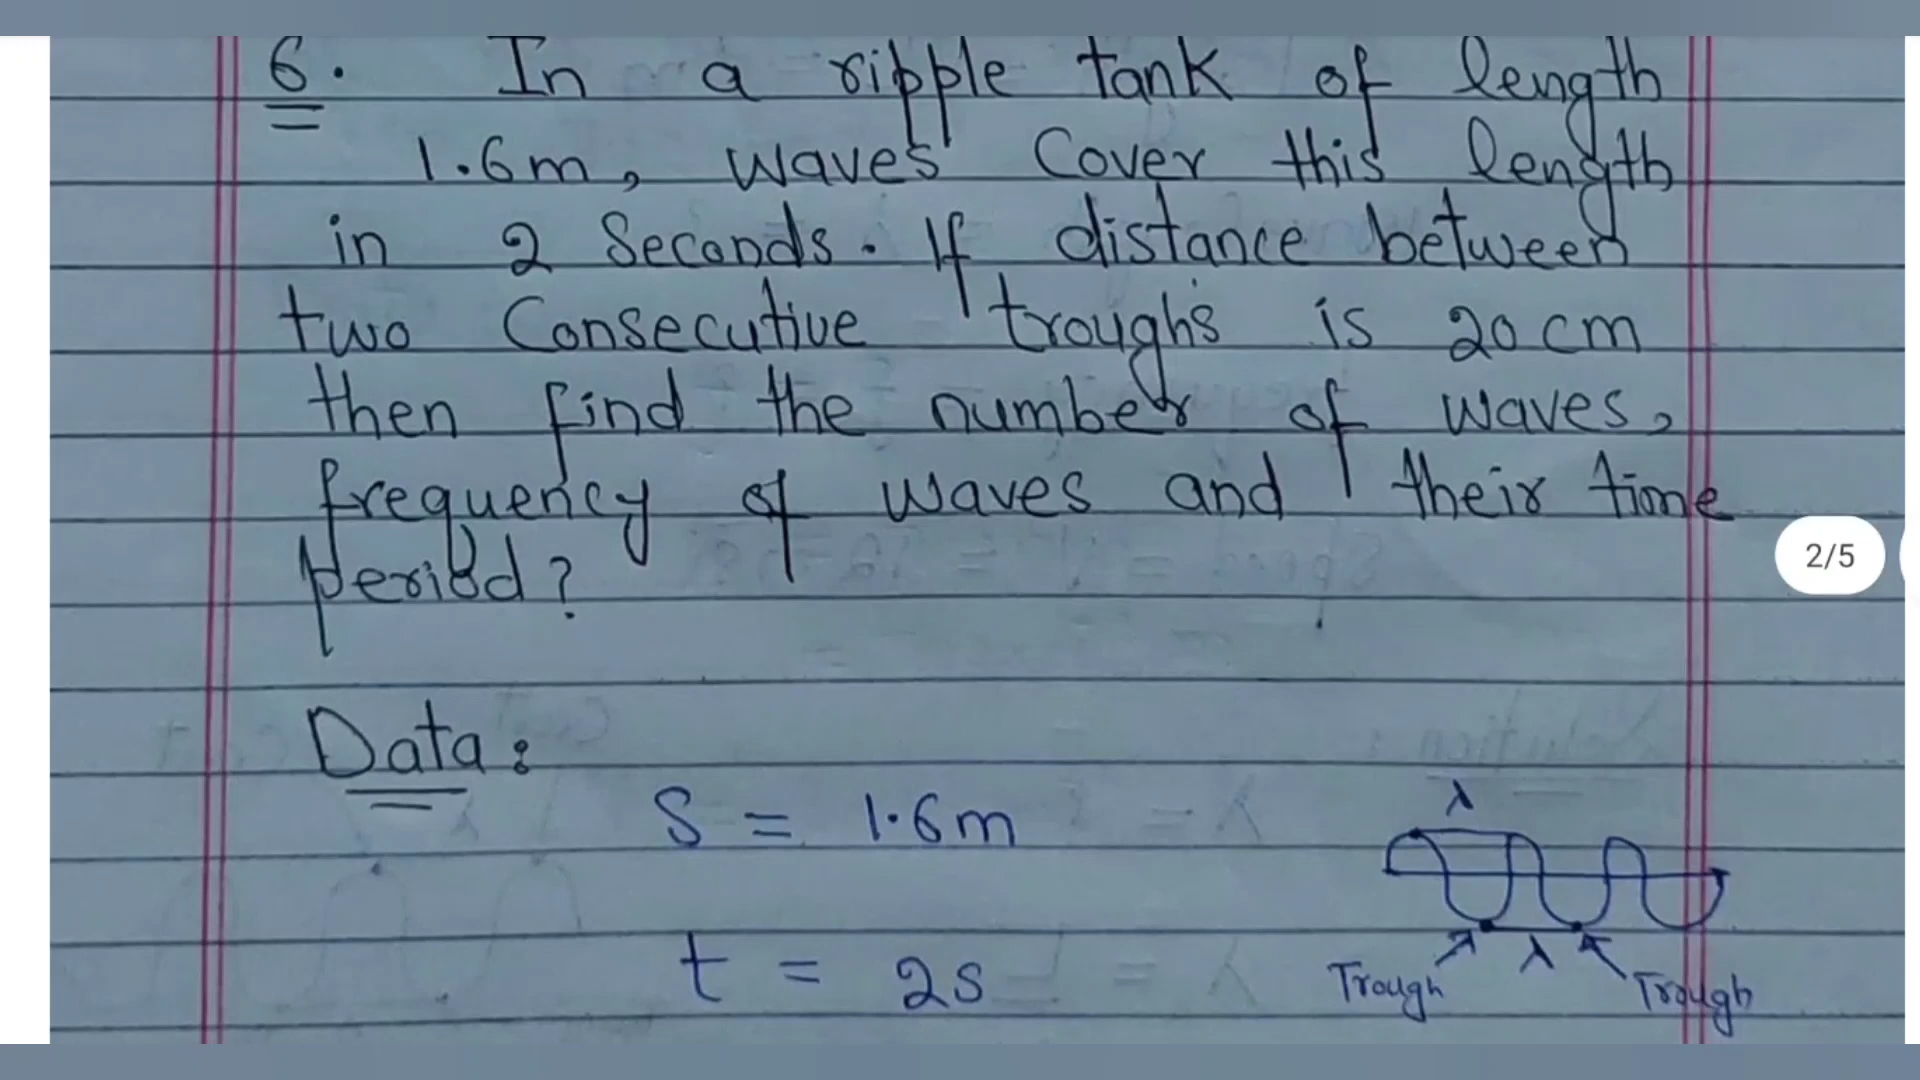 6. In a ripple tank of length
1.6m, waves cover this length
in 2 Seconds. If distance between
two Consecutive troughs is 20 cm
then find the number of waves,
frequency of waves and their time
period?
2/5
Data:
S = 1.6m
λ
t = 2s
λ
Trough
Trough